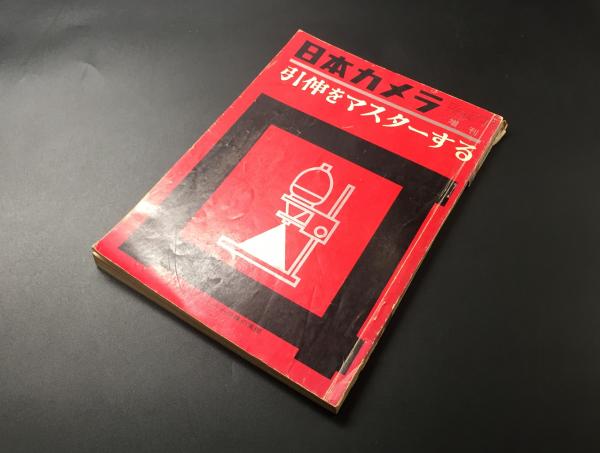 日本カメラ
増刊
引伸をマスターする